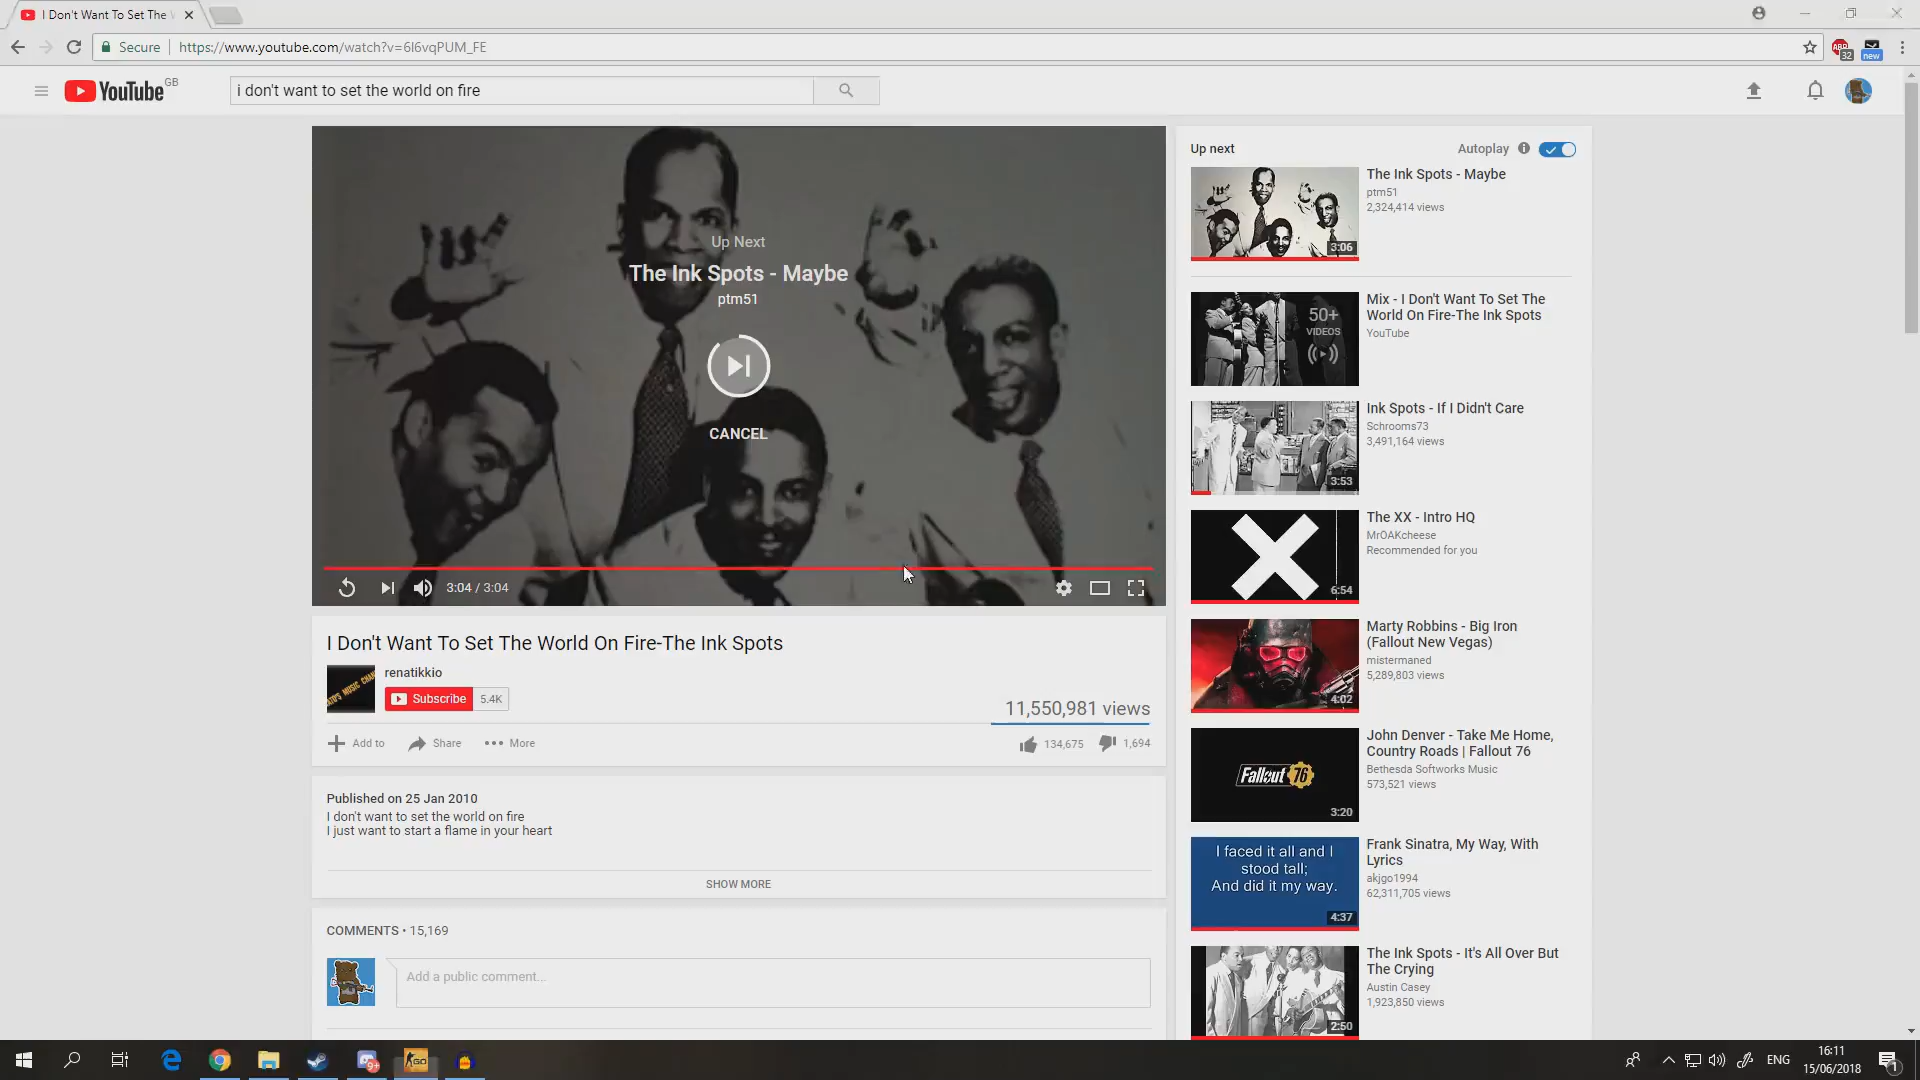 I Don't Want To Set The
Secure
https://www.youtube.com/watch?v=6l6vqPUM_FE
ABP
32
new
YouTube
GB
i don't want to set the world on fire
Up Next
The Ink Spots - Maybe
ptm51
CANCEL
3:04 / 3:04
I Don't Want To Set The World On Fire-The Ink Spots
renatikkio
Subscribe
5.4K
11,550,981 views
Add to
Share
More
134,675
1,694
Published on 25 Jan 2010
I don't want to set the world on fire
I just want to start a flame in your heart
SHOW MORE
COMMENTS • 15,169
Add a public comment...
Up next
Autoplay
The Ink Spots - Maybe
ptm51
2,324,414 views
3:06
Mix - I Don't Want To Set The
World On Fire-The Ink Spots
YouTube
50+
VIDEOS
Ink Spots - If I Didn't Care
Schrooms73
3,491,164 views
3:53
The XX - Intro HQ
MrÖAKcheese
Recommended for you
6:54
Marty Robbins - Big Iron
(Fallout New Vegas)
mistermaned
5,289,803 views
4:02
John Denver - Take Me Home,
Country Roads | Fallout 76
Bethesda Softworks Music
573,521 views
Fallout 76
3:20
Frank Sinatra, My Way, With
Lyrics
akjgo1994
62,311,705 views
I faced it all and I
stood tall;
And did it my way.
4:37
The Ink Spots - It's All Over But
The Crying
Austin Casey
1,923,850 views
2:50
9+
GO
ENG
16:11
15/06/2018
1